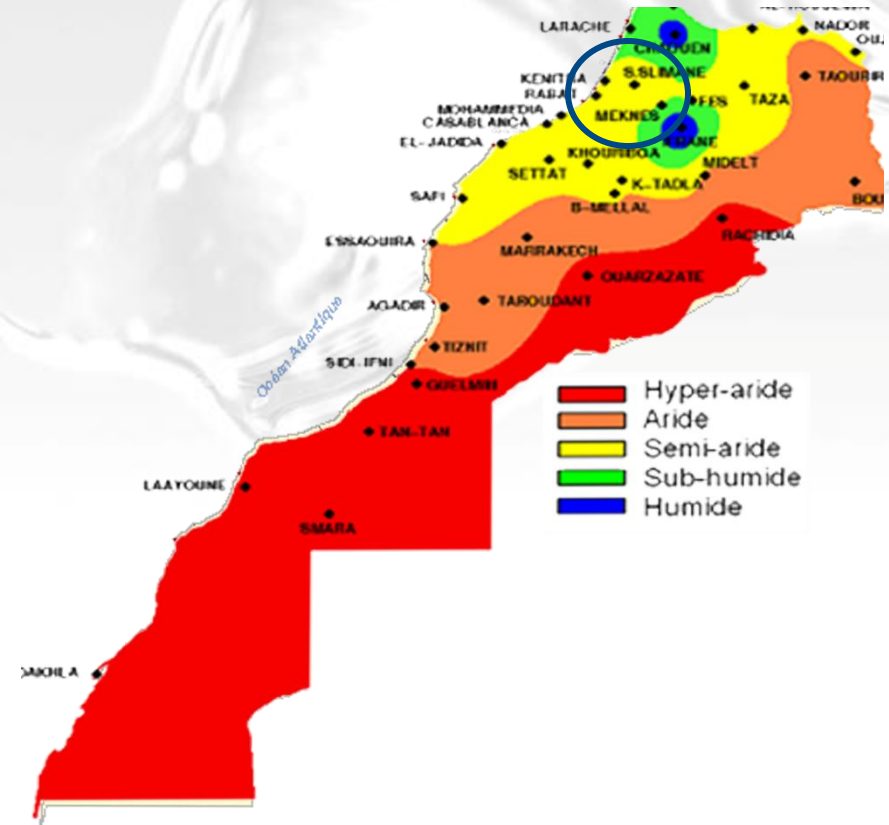 LARACHE
NADOR
CHAOUEN
KENITRA
S.SLIMANE
TAOURIR
RABAT
TAZA
FES
MOHAMMEDIA
MEKNES
CASABLANCA
EL-JADIDA
KHOURIBGA
MIDELT
SETTAT
K-TADLA
SAFI
BOU
B-MELLAL
RACHIDIA
ESSAOUIRA
MARRAKECH
OUARZAZATE
AGADIR
TAROUDANT
Océan Atlantique
TIZNIT
SIDI-IFNI
GUELMIM
Hyper-aride
Aride
TAN-TAN
Semi-aride
Sub-humide
LAAYOUNE
Humide
SMARA
DAKHLA